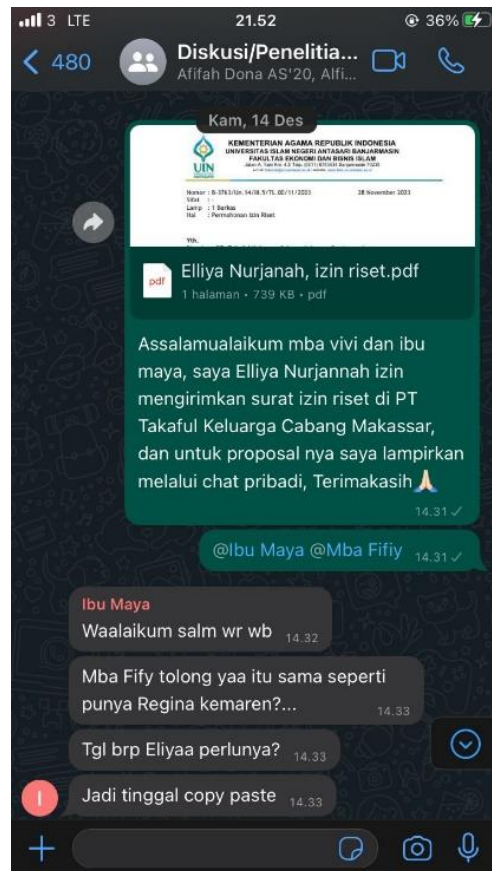 3 LTE 21.52 36%
480 Diskusi/Penelitia...
Afifah Dona AS'20, Alfi...
Kam, 14 Des
KEMENTERIAN AGAMA REPUBLIK INDONESIA
UNIVERSITAS ISLAM NEGERI ANTASARI BANJARMASIN
FAKULTAS EKONOMI DAN BISNIS ISLAM
UIN
28 November 2023
Lamp : 1 Berkas
Hal : Permohonan Izin Riset
Yth.
pdf
Elliya Nurjanah, izin riset.pdf
1 halaman • 739 KB • pdf
Assalamualaikum mba vivi dan ibu
maya, saya Elliya Nurjannah izin
mengirimkan surat izin riset di PT
Takaful Keluarga Cabang Makassar,
dan untuk proposal nya saya lampirkan
melalui chat pribadi, Terimakasih🙏🏻
14.31
@Ibu Maya @Mba Fifiy 14.31
Ibu Maya
Waalaikum salm wr wb 14.32
Mba Fify tolong yaa itu sama seperti
punya Regina kemaren?... 14.33
Tgl brp Eliyaa perlunya? 14.33
I
Jadi tinggal copy paste 14.33